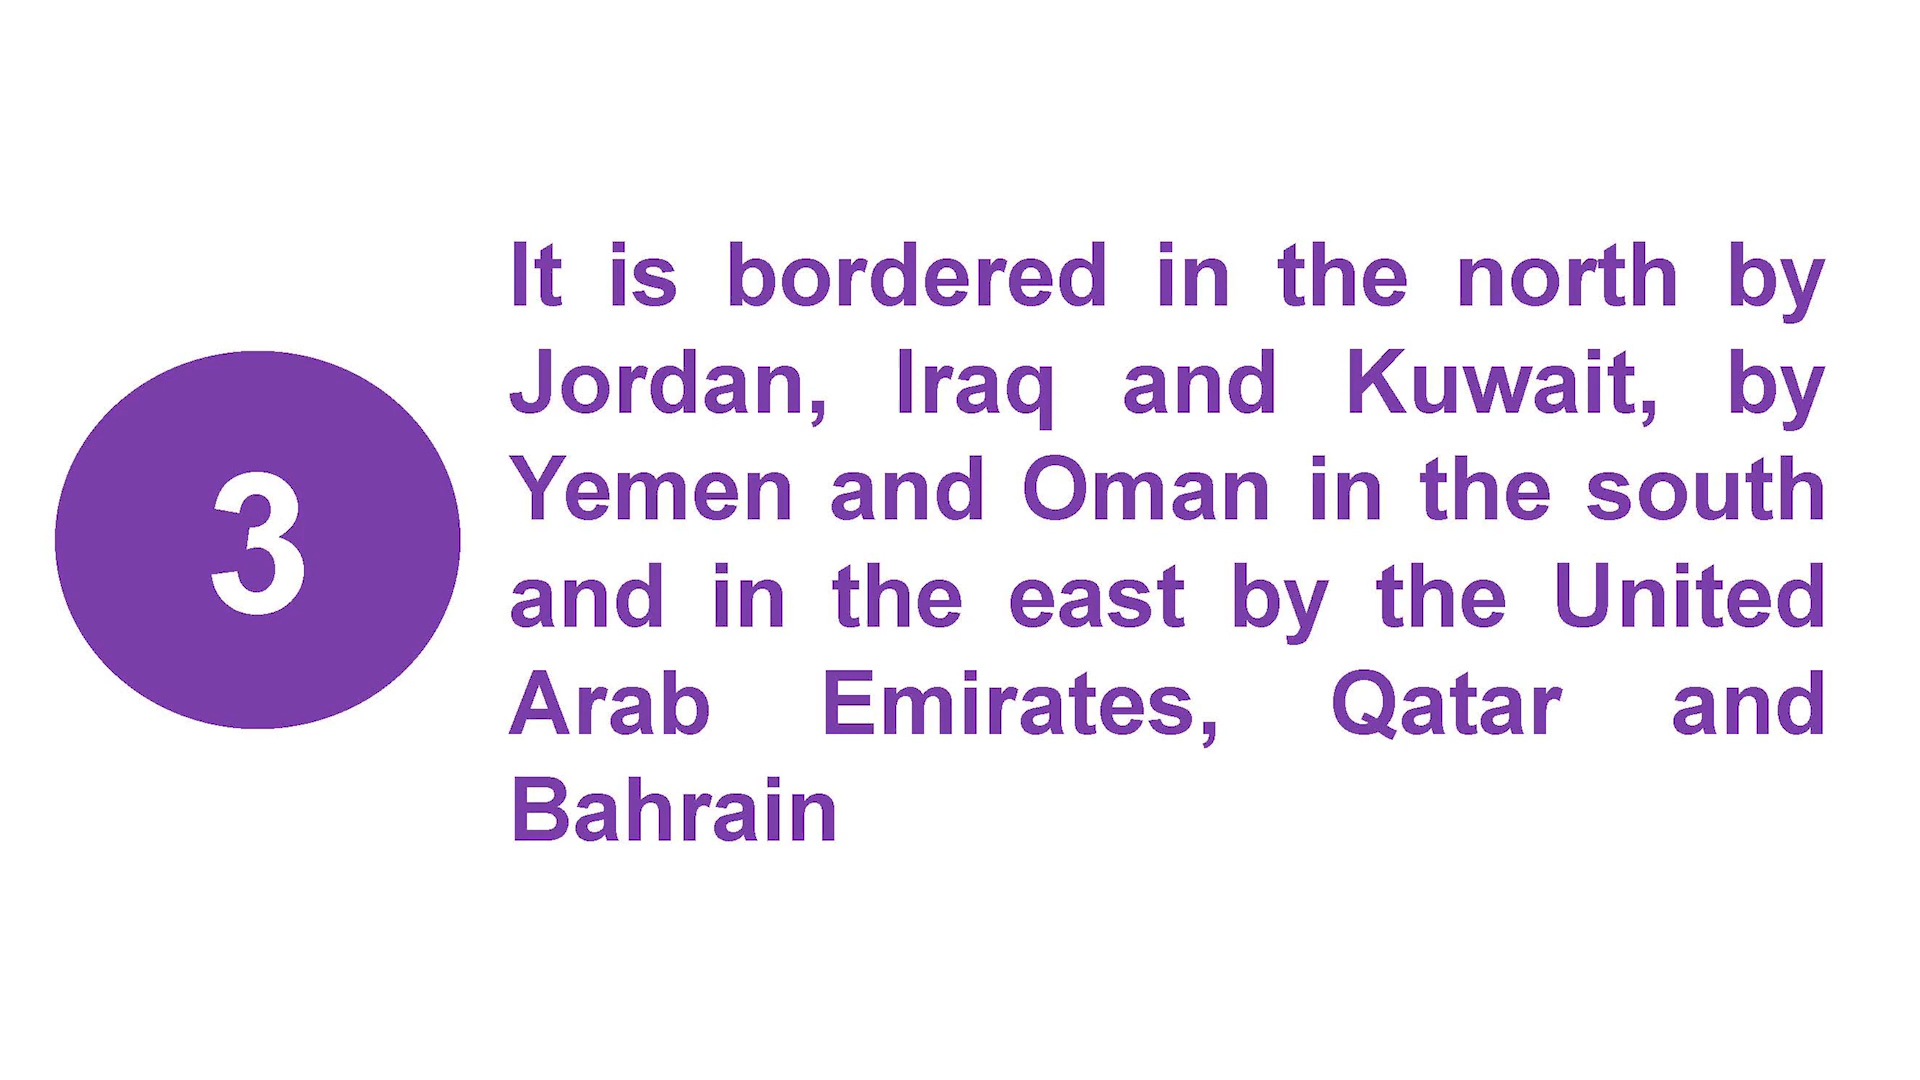 3
It is bordered in the north by
Jordan, Iraq and Kuwait, by
Yemen and Oman in the south
and in the east by the United
Arab Emirates, Qatar and
Bahrain